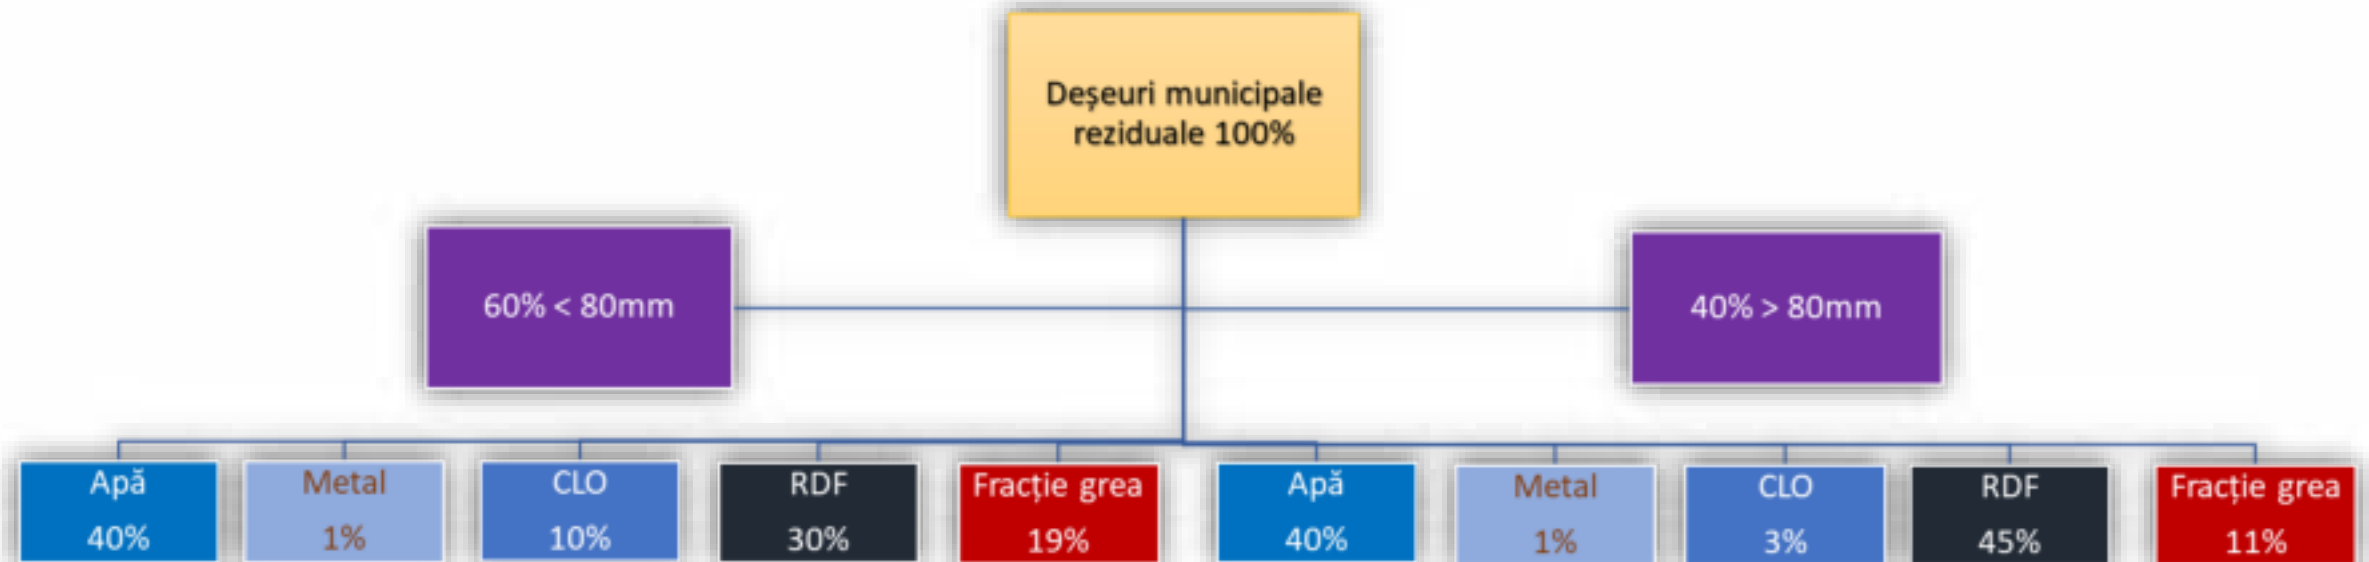 Deșeuri municipale
reziduale 100%
60% < 80mm
40% > 80mm
Apă
40%
Metal
1%
CLO
10%
RDF
30%
Fracție grea
19%
Apă
40%
Metal
1%
CLO
3%
RDF
45%
Fracție grea
11%